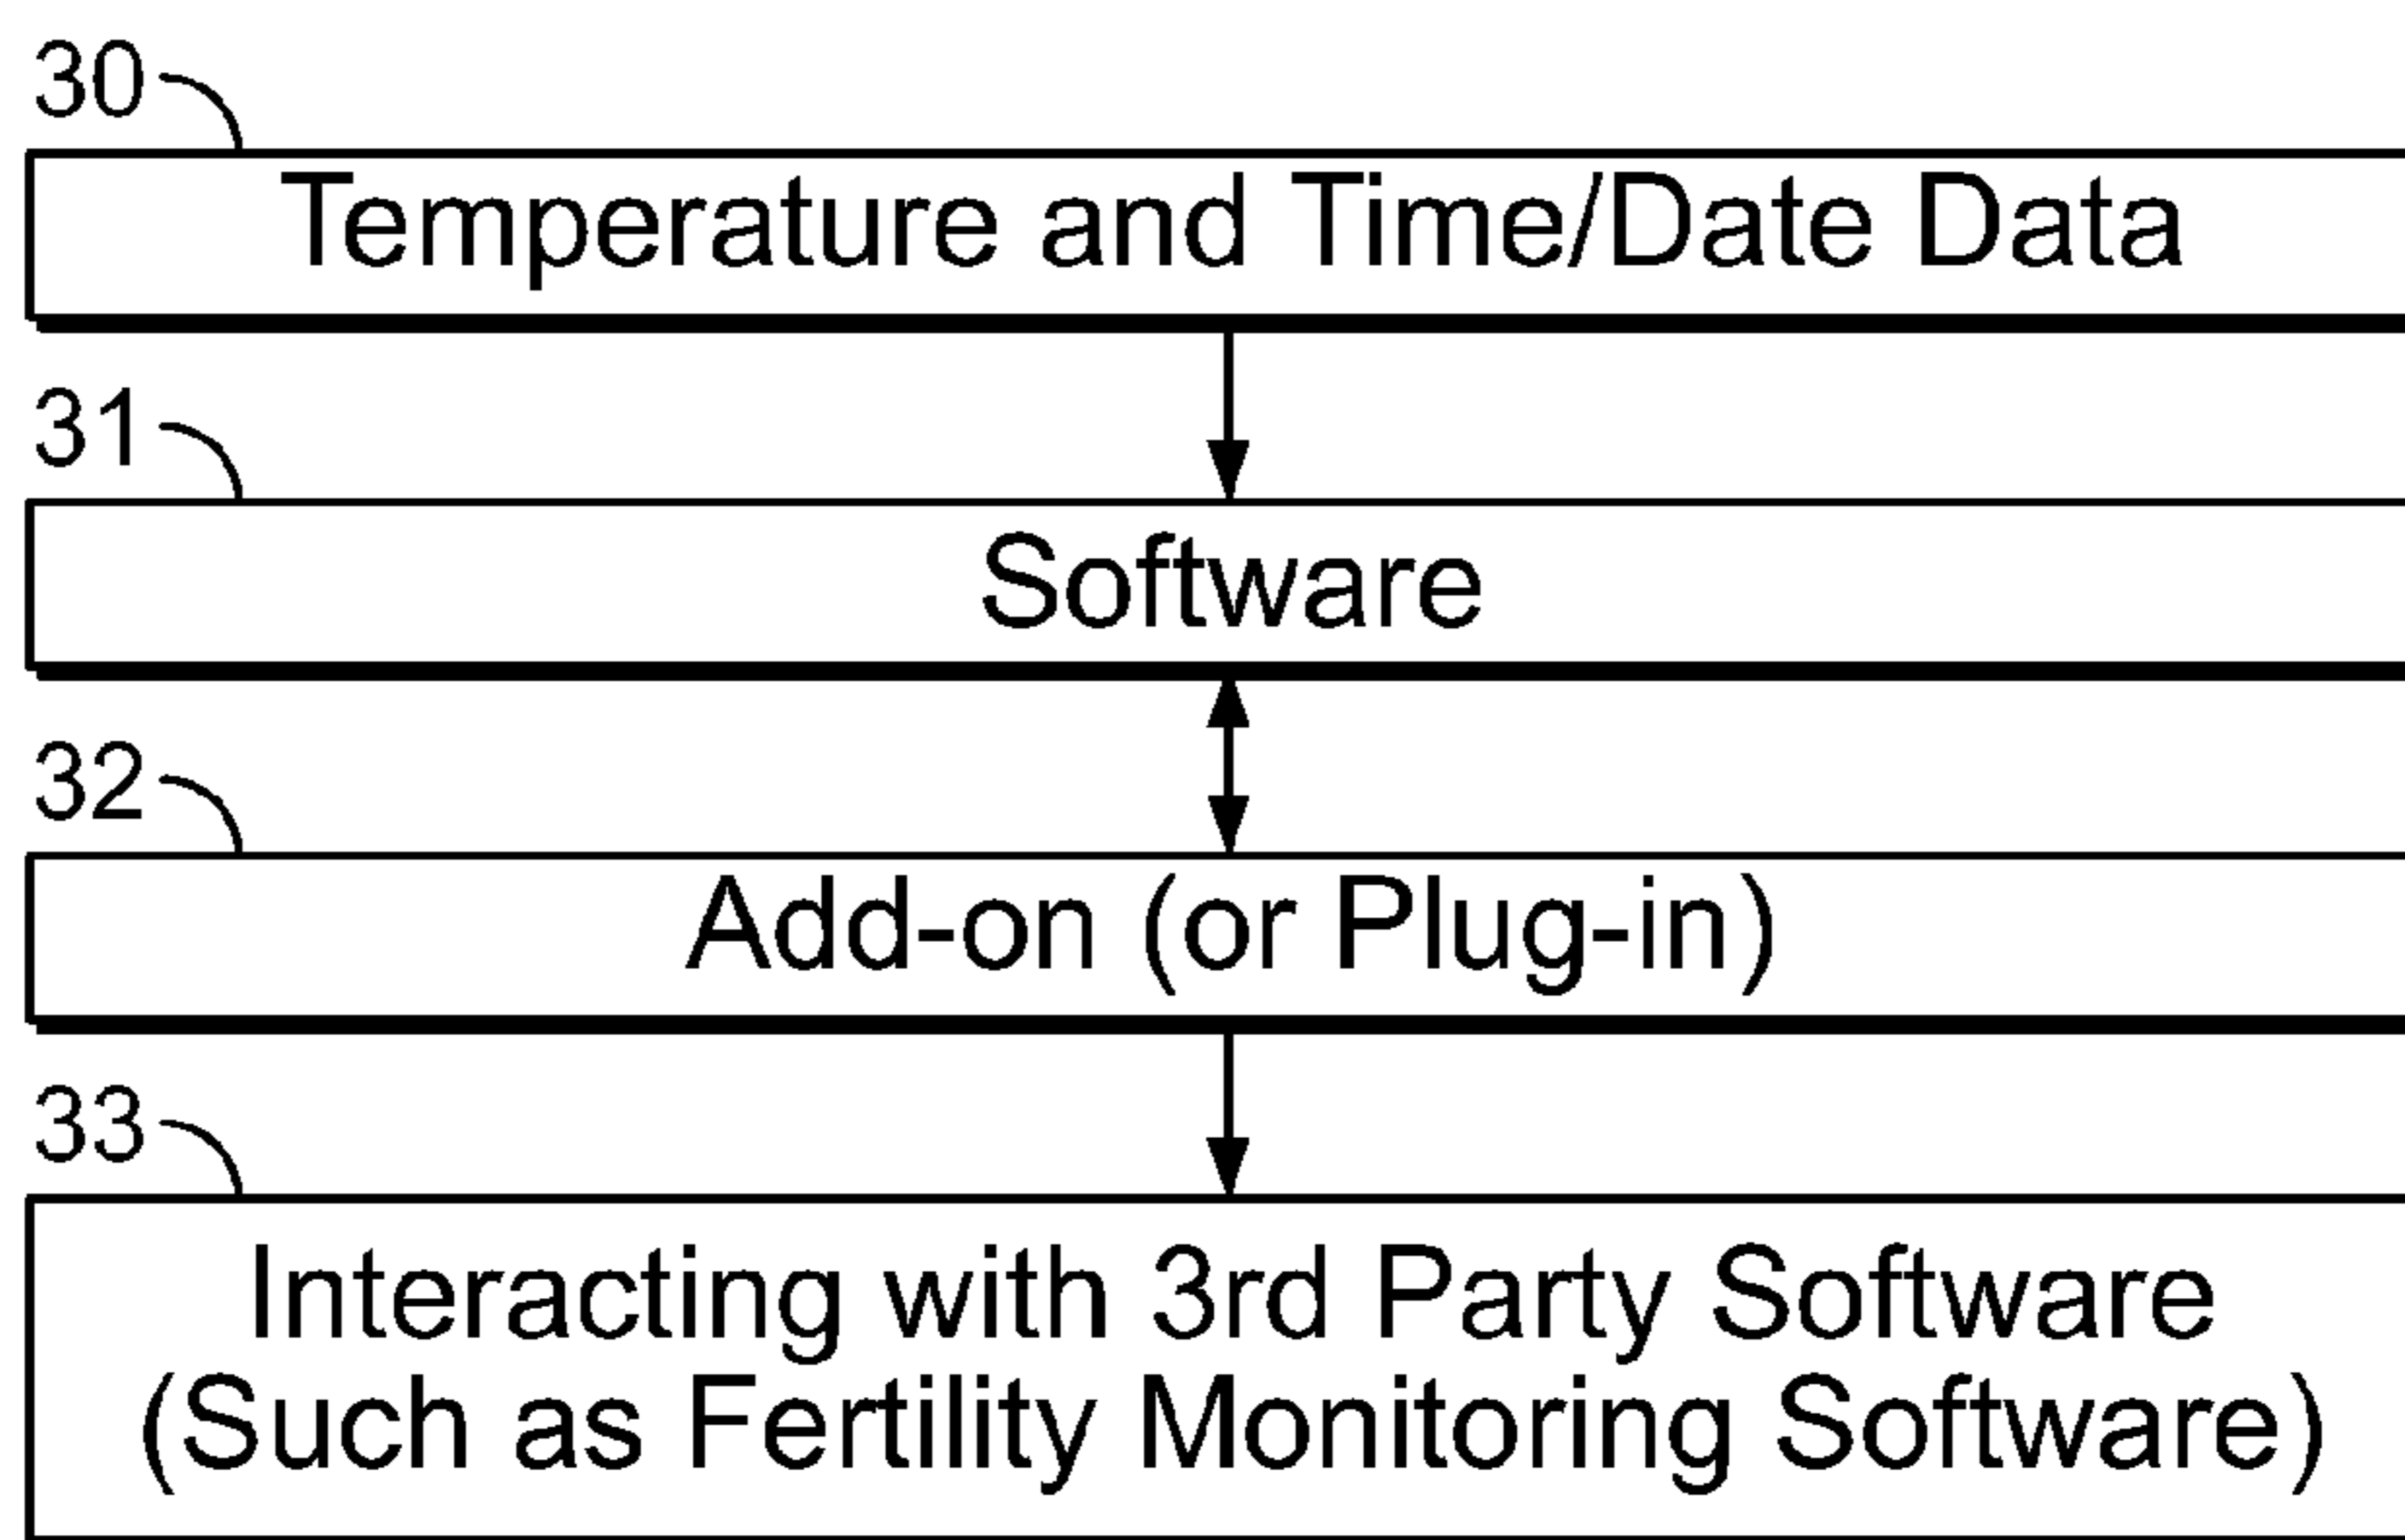 30
Temperature and Time/Date Data
31
Software
32
Add-on (or Plug-in)
33
Interacting with 3rd Party Software
(Such as Fertility Monitoring Software)